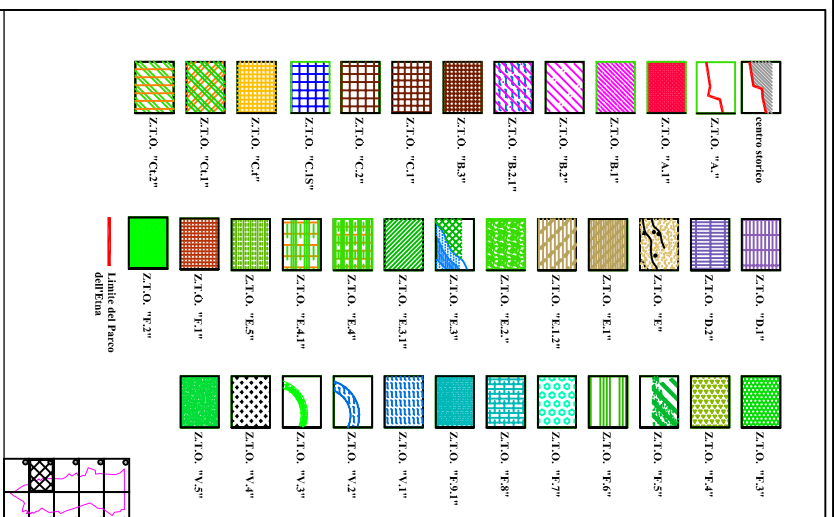 centro storico
Z.T.O. "A."
Z.T.O. "A.1"
Z.T.O. "B.1"
Z.T.O. "B.2"
Z.T.O. "B.2.1"
Z.T.O. "B.3"
Z.T.O. "C.1"
Z.T.O. "C.2"
Z.T.O. "C.1S"
Z.T.O. "C.t"
Z.T.O. "Ct.1"
Z.T.O. "Ct.2"
Z.T.O. "D.1"
Z.T.O. "D.2"
Z.T.O. "E"
Z.T.O. "E.1"
Z.T.O. "E.1.2"
Z.T.O. "E.2."
Z.T.O. "E.3"
Z.T.O. "E.3.1"
Z.T.O. "E.4"
Z.T.O. "E.4.1"
Z.T.O. "E.5"
Z.T.O. "F.1"
Z.T.O. "F.2"
Limite del Parco
dell'Etna
Z.T.O. "F.3"
Z.T.O. "F.4"
Z.T.O. "F.5"
Z.T.O. "F.6"
Z.T.O. "F.7"
Z.T.O. "F.8"
Z.T.O. "F.9.1"
Z.T.O. "V.1"
Z.T.O. "V.2"
Z.T.O. "V.3"
Z.T.O. "V.4"
Z.T.O. "V.5"